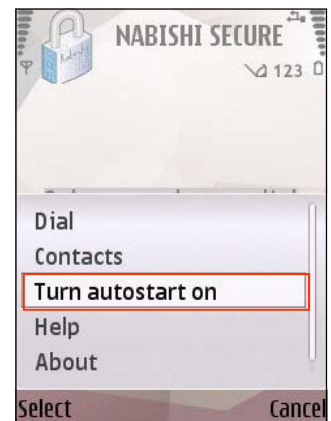 NABISHI SECURE
123
Dial
Contacts
Turn autostart on
Help
About
Select Cancel